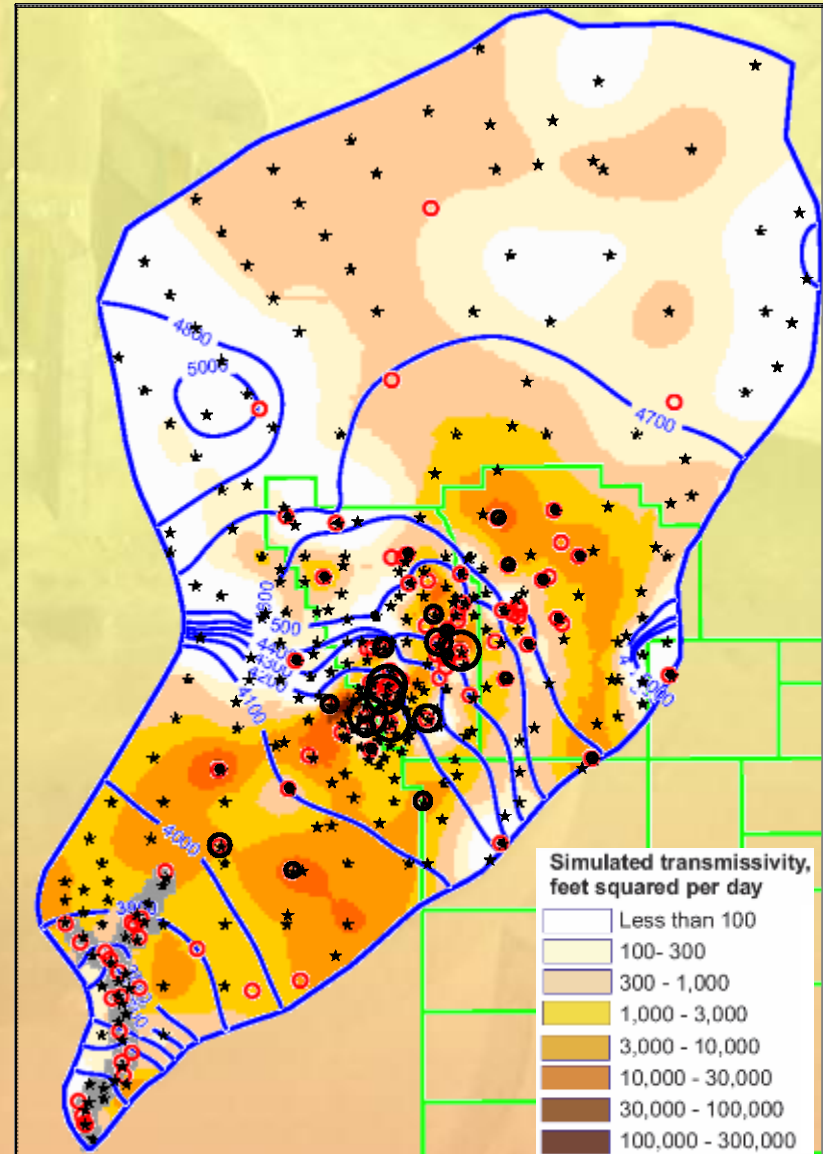 4800
5000
4700
500
4300
4200
4100
4000
Simulated transmissivity,
feet squared per day
Less than 100
100- 300
300 - 1,000
1,000 - 3,000
3,000 - 10,000
10,000 - 30,000
30,000 - 100,000
100,000 - 300,000